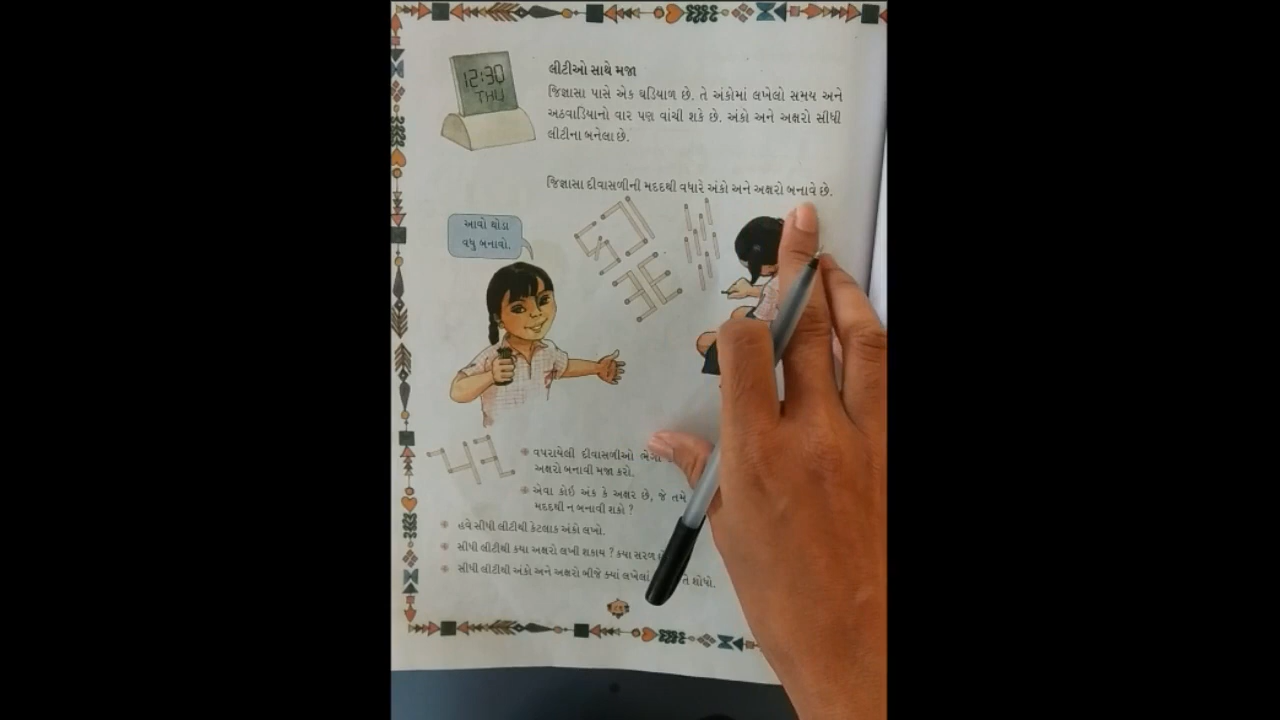 12:30
THU
લીટીઓ સાથે મજા
જિજ્ઞાસા પાસે એક ઘડિયાળ છે. તે અંકોમાં લખેલો સમય અને
અઠવાડિયાનો વાર પણ વાંચી શકે છે. અંકો અને અક્ષરો સીધી
લીટીના બનેલા છે.
જિજ્ઞાસા દીવાસળીની મદદથી વધારે અંકો અને અક્ષરો બનાવે છે.
આવો થોડા
વધુ બનાવો.
વપરાયેલી દીવાસળીઓ ભેગી
અક્ષરો બનાવી મજા કરો.
એવા કોઈ અંક કે અક્ષર છે, જે તમે
મદદથી ન બનાવી શકો ?
હવે સીધી લીટીથી કેટલાક અંકો લખો.
સીધી લીટીથી ક્યા અક્ષરો લખી શકાય ? ક્યા સરળ
સીધી લીટીથી અંકો અને અક્ષરો બીજે ક્યાં લખેલાં તે શોધો.